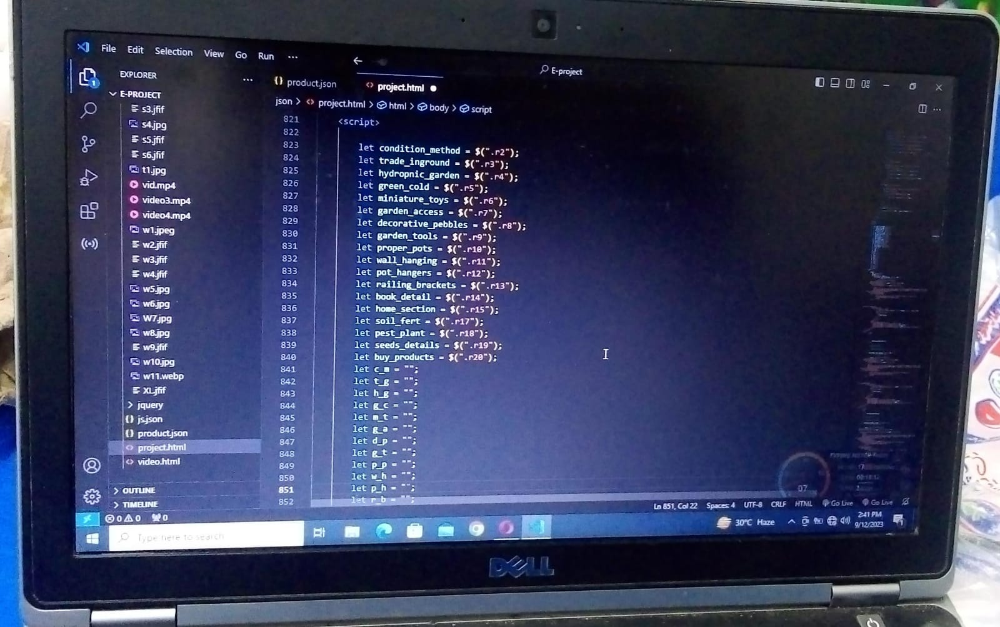 File Edit Selection View Go Run ...
E-project
EXPLORER ...
E-PROJECT
s3.jfif
s4.jpg
s5.jfif
s6.jfif
t1.jpg
vid.mp4
video3.mp4
video4.mp4
w1.jpeg
w2.jfif
w3.jfif
w4.jfif
w5.jpg
w6.jpg
W7.jpg
w8.jpg
w9.jfif
w10.jpg
w11.webp
XL.jfif
jquery
js.json
product.json
project.html
video.html
OUTLINE
TIMELINE
{} product.json <> project.html
json > <> project.html > html > body > script
821 <script>
822
823 let condition_method = $(".r2");
824 let trade_inground = $(".r3");
825 let hydropnic_garden = $(".r4");
826 let green_cold = $(".r5");
827 let miniature_toys = $(".r6");
828 let garden_access = $(".r7");
829 let decorative_pebbles = $(".r8");
830 let garden_tools = $(".r9");
831 let proper_pots = $(".r10");
832 let wall_hanging = $(".r11");
833 let pot_hangers = $(".r12");
834 let railing_brackets = $(".r13");
835 let book_detail = $(".r14");
836 let home_section = $(".r15");
837 let soil_fert = $(".r17");
838 let pest_plant = $(".r18");
839 let seeds_details = $(".r19");
840 let buy_products = $(".r20");
841 let c_m = "";
842 let t_g = "";
843 let h_g = "";
844 let g_c = "";
845 let m_t = "";
846 let g_a = "";
847 let d_p = "";
848 let g_t = "";
849 let p_p = "";
850 let w_h = "";
851 let p_h = "";
852 let r_b = "";
07
0 0 0
Ln 851, Col 22 Spaces: 4 UTF-8 CRLF HTML Go Live Go Live
Type here to search
30°C Haze
2:41 PM
9/12/2023
DELL